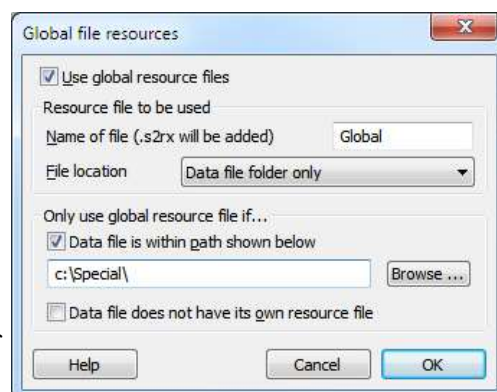 Global file resources
Use global resource files
Resource file to be used
Name of file (.s2rx will be added) Global
File location Data file folder only
Only use global resource file if...
Data file is within path shown below
c:\Special\ Browse ...
Data file does not have its own resource file
Help Cancel OK